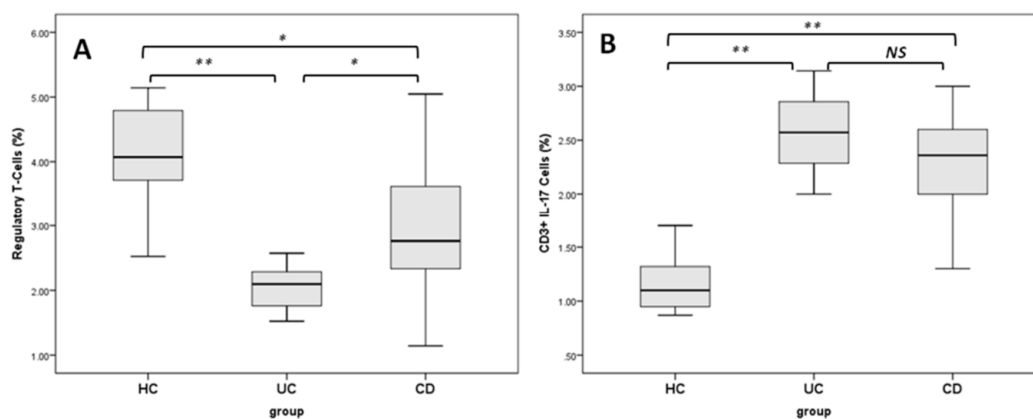 A
Regulatory T-Cells (%)
6.00
5.00
4.00
3.00
2.00
1.00
*
**
*
HC
UC
CD
group
B
CD3+ IL-17 Cells (%)
3.50
3.00
2.50
2.00
1.50
1.00
.50
**
**
NS
HC
UC
CD
group